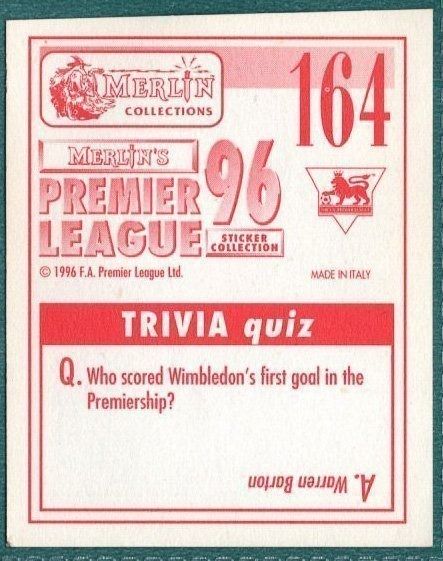 MERLIN
COLLECTIONS
164
MERLIN'S
PREMIER
LEAGUE
96
STICKER
COLLECTION
© 1996 F.A. Premier League Ltd.
MADE IN ITALY
TRIVIA quiz
Q. Who scored Wimbledon's first goal in the
Premiership?
A. Warren Barton